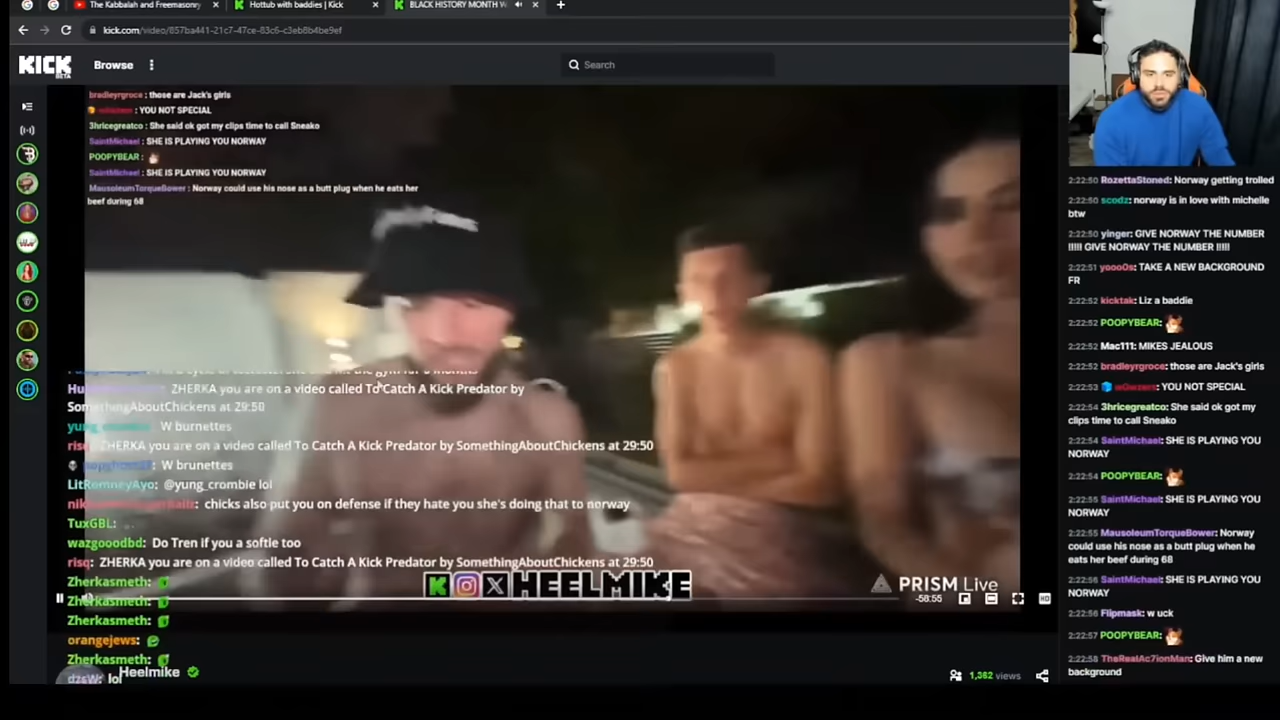 The Kabbalah and Freemasonry
Hottub with baddies | Kick
BLACK HISTORY MONTH W
kick.com/video/857ba441-21c7-47ce-83c6-c3eb8b4be9ef
KICK
BETA
Browse
Search
bradleyrgroce: those are Jack's girls
YOU NOT SPECIAL
3hricegreatco: She said ok got my clips time to call Sneako
SaintMichael: SHE IS PLAYING YOU NORWAY
POOPYBEAR:
SaintMichael: SHE IS PLAYING YOU NORWAY
MausoleumTorqueBower: Norway could use his nose as a butt plug when he eats her
beef during 68
ZHERKA you are on a video called To Catch A Kick Predator by
SomethingAboutChickens at 29:50
yung_crombie: W burnettes
risq: ZHERKA you are on a video called To Catch A Kick Predator by SomethingAboutChickens at 29:50
W brunettes
LitRomneyAyo: @yung_crombie lol
chicks also put you on defense if they hate you she's doing that to norway
TuxGBL:
wazgooodbd: Do Tren if you a softie too
risq: ZHERKA you are on a video called To Catch A Kick Predator by SomethingAboutChickens at 29:50
Zherkasmeth:
Zherkasmeth:
Zherkasmeth:
orangejews:
Zherkasmeth:
dzsW: lol
K X HEELMIKE
PRISM Live
-58:55
HD
Heelmike
1,362 views
2:22:50 RozettaStoned: Norway getting trolled
2:22:50 scodz: norway is in love with michelle
btw
2:22:50 yinger: GIVE NORWAY THE NUMBER
!!!!! GIVE NORWAY THE NUMBER !!!!!
2:22:51 yooo0s: TAKE A NEW BACKGROUND
FR
2:22:52 kicktak: Liz a baddie
2:22:52 POOPYBEAR:
2:22:52 Mac111: MIKES JEALOUS
2:22:52 bradleyrgroce: those are Jack's girls
2:22:53 w0wzers: YOU NOT SPECIAL
2:22:54 3hricegreatco: She said ok got my
clips time to call Sneako
2:22:54 SaintMichael: SHE IS PLAYING YOU
NORWAY
2:22:54 POOPYBEAR:
2:22:55 SaintMichael: SHE IS PLAYING YOU
NORWAY
2:22:55 MausoleumTorqueBower: Norway
could use his nose as a butt plug when he
eats her beef during 68
2:22:56 SaintMichael: SHE IS PLAYING YOU
NORWAY
2:22:56 Flipmask: w uck
2:22:57 POOPYBEAR:
2:22:58 TheRealAc7ionMan: Give him a new
background